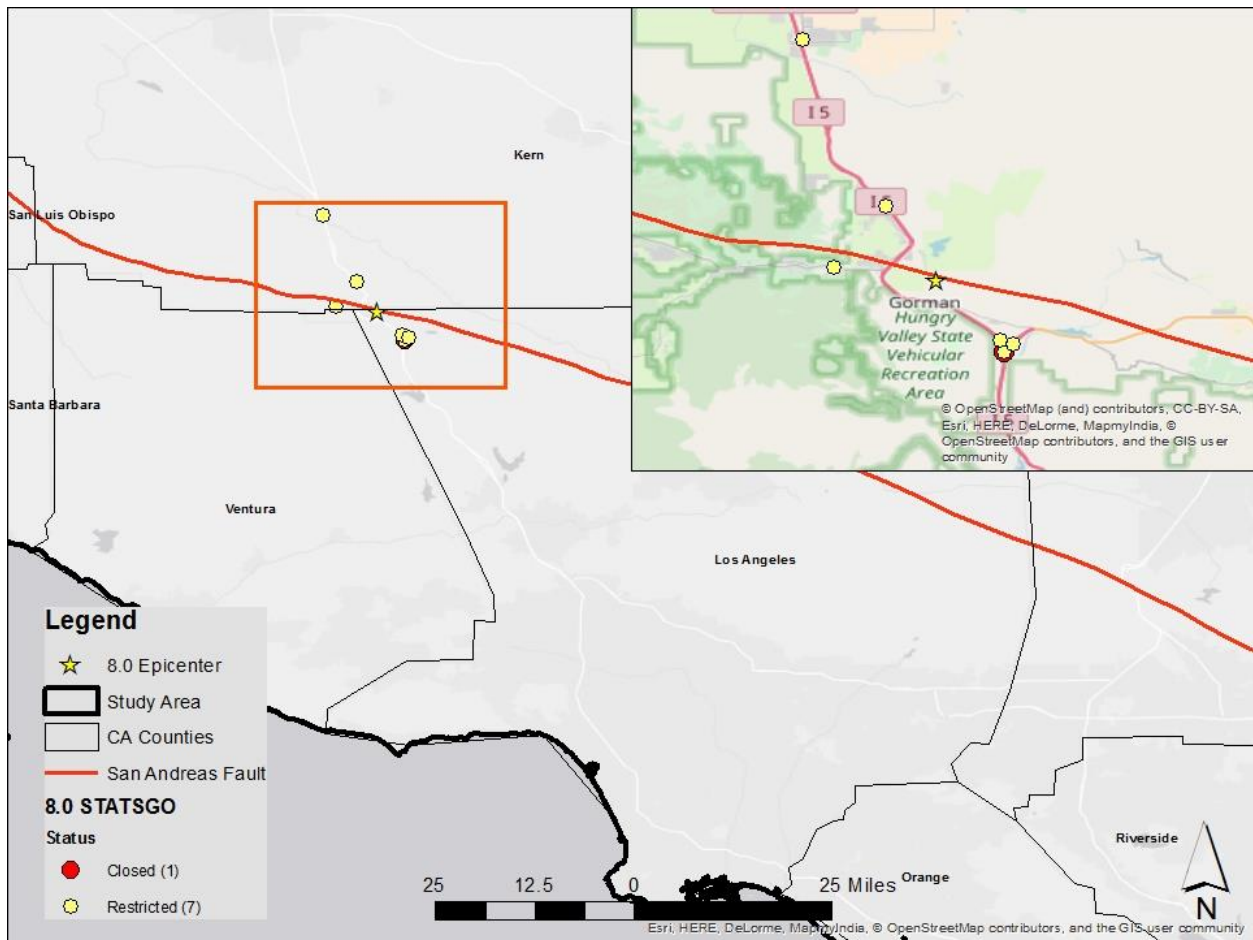 Kern
San Luis Obispo
Santa Barbara
Ventura
Los Angeles
Riverside
Orange
I 5
Gorman
Hungry
Valley State
Vehicular
Recreation
Area
© OpenStreetMap (and) contributors, CC-BY-SA,
Esri, HERE, DeLorme, MapmyIndia, ©
OpenStreetMap contributors, and the GIS user
community
Legend
8.0 Epicenter
Study Area
CA Counties
San Andreas Fault
8.0 STATSGO
Status
Closed (1)
Restricted (7)
25 12.5 0 25 Miles
N
Esri, HERE, DeLorme, MapmyIndia, © OpenStreetMap contributors, and the GIS user community